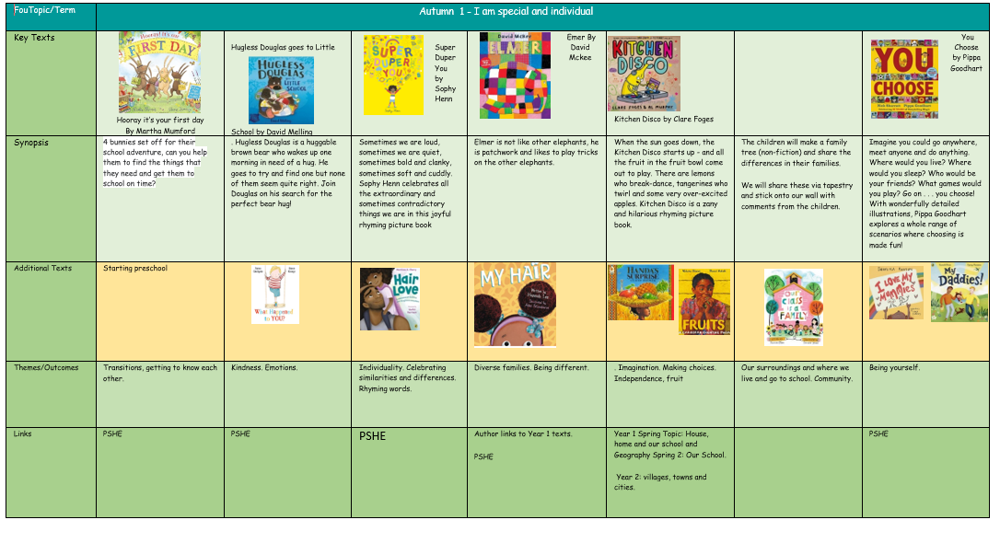 FouTopic/Term
Autumn 1 - I am special and individual
Key Texts
Hooray! it's your
FIRST DAY
Hooray it's your first day
By Martha Mumford
Hugless Douglas goes to Little
HUGLESS
DOUGLAS
LITTLE
SCHOOL
School by David Melling
SUPER
DUPER
YOU
Super
Duper
You
by
Sophy
Henn
David McKee
ELMER
Emer By
David
Mckee
KITCHEN
DISCO
CLARE FOGES & AL MURPHY
Kitchen Disco by Clare Foges
YOU
CHOOSE
You
Choose
by Pippa
Goodhart
Synopsis
4 bunnies set off for their
school adventure, can you help
them to find the things that
they need and get them to
school on time?
. Hugless Douglas is a huggable
brown bear who wakes up one
morning in need of a hug. He
goes to try and find one but none
of them seem quite right. Join
Douglas on his search for the
perfect bear hug!
Sometimes we are loud,
sometimes we are quiet,
sometimes bold and clanky,
sometimes soft and cuddly.
Sophy Henn celebrates all
the extraordinary and
sometimes contradictory
things we are in this joyful
rhyming picture book
Elmer is not like other elephants, he
is patchwork and likes to play tricks
on the other elephants.
When the sun goes down, the
Kitchen Disco starts up - and all
the fruit in the fruit bowl come
out to play. There are lemons
who break-dance, tangerines who
twirl and some very over-excited
apples. Kitchen Disco is a zany
and hilarious rhyming picture
book.
The children will make a family
tree (non-fiction) and share the
differences in their families.
We will share these via tapestry
and stick onto our wall with
comments from the children.
Imagine you could go anywhere,
meet anyone and do anything.
Where would you live? Where
would you sleep? Who would be
your friends? What games would
you play? Go on . . . you choose!
With wonderfully detailed
illustrations, Pippa Goodhart
explores a whole range of
scenarios where choosing is
made fun!
Additional Texts
Starting preschool
What Happened
to YOU?
Hair
Love
MY HAIR
HANDA'S
SURPRISE
FRUITS
Our
class
is a
FAMILY
I LOVE My
Mommies
My
Daddies!
Themes/Outcomes
Transitions, getting to know each
other.
Kindness. Emotions.
Individuality. Celebrating
similarities and differences.
Rhyming words.
Diverse families. Being different.
. Imagination. Making choices.
Independence, fruit
Our surroundings and where we
live and go to school. Community.
Being yourself.
Links
PSHE
PSHE
PSHE
Author links to Year 1 texts.
PSHE
Year 1 Spring Topic: House,
home and our school and
Geography Spring 2: Our School.
Year 2: villages, towns and
cities.
PSHE